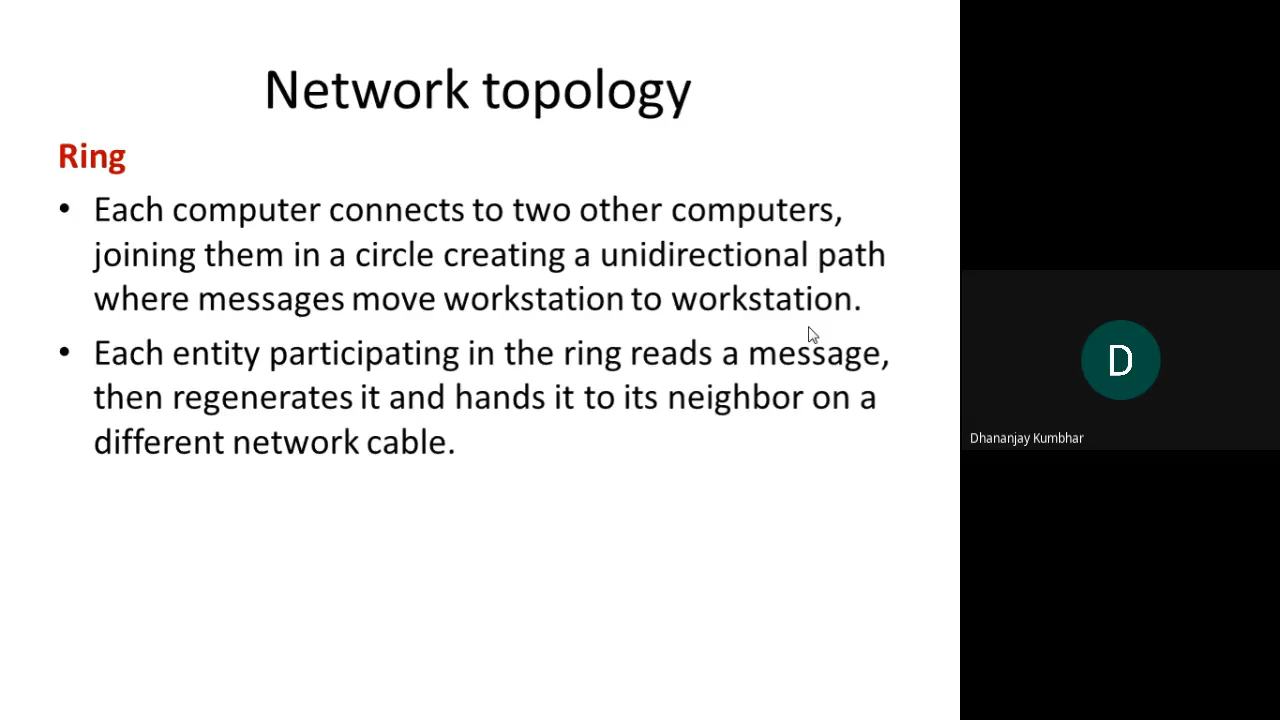 Network topology
Ring
• Each computer connects to two other computers,
joining them in a circle creating a unidirectional path
where messages move workstation to workstation.
• Each entity participating in the ring reads a message,
then regenerates it and hands it to its neighbor on a
different network cable.
D
Dhananjay Kumbhar